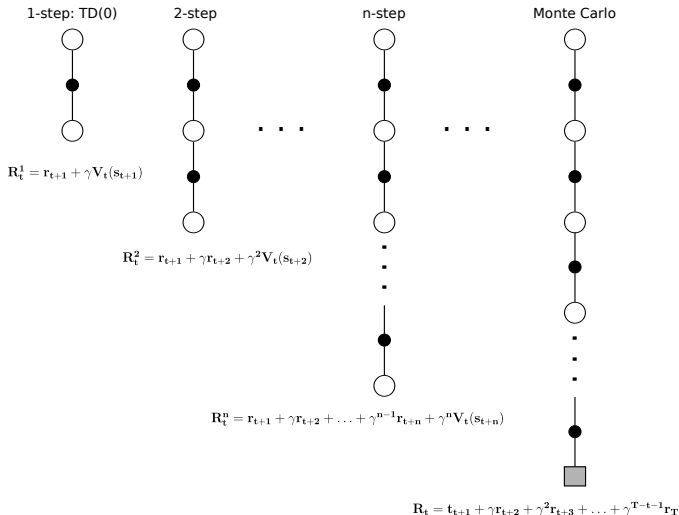 1-step: TD(0)
2-step
n-step
Monte Carlo
. . .
. . .
R_t^1 = r_{t+1} + γV_t(s_{t+1})
R_t^2 = r_{t+1} + γr_{t+2} + γ^2V_t(s_{t+2})
R_t^n = r_{t+1} + γr_{t+2} + ... + γ^{n−1}r_{t+n} + γ^nV_t(s_{t+n})
R_t = t_{t+1} + γr_{t+2} + γ^2r_{t+3} + ... + γ^{T−t−1}r_T